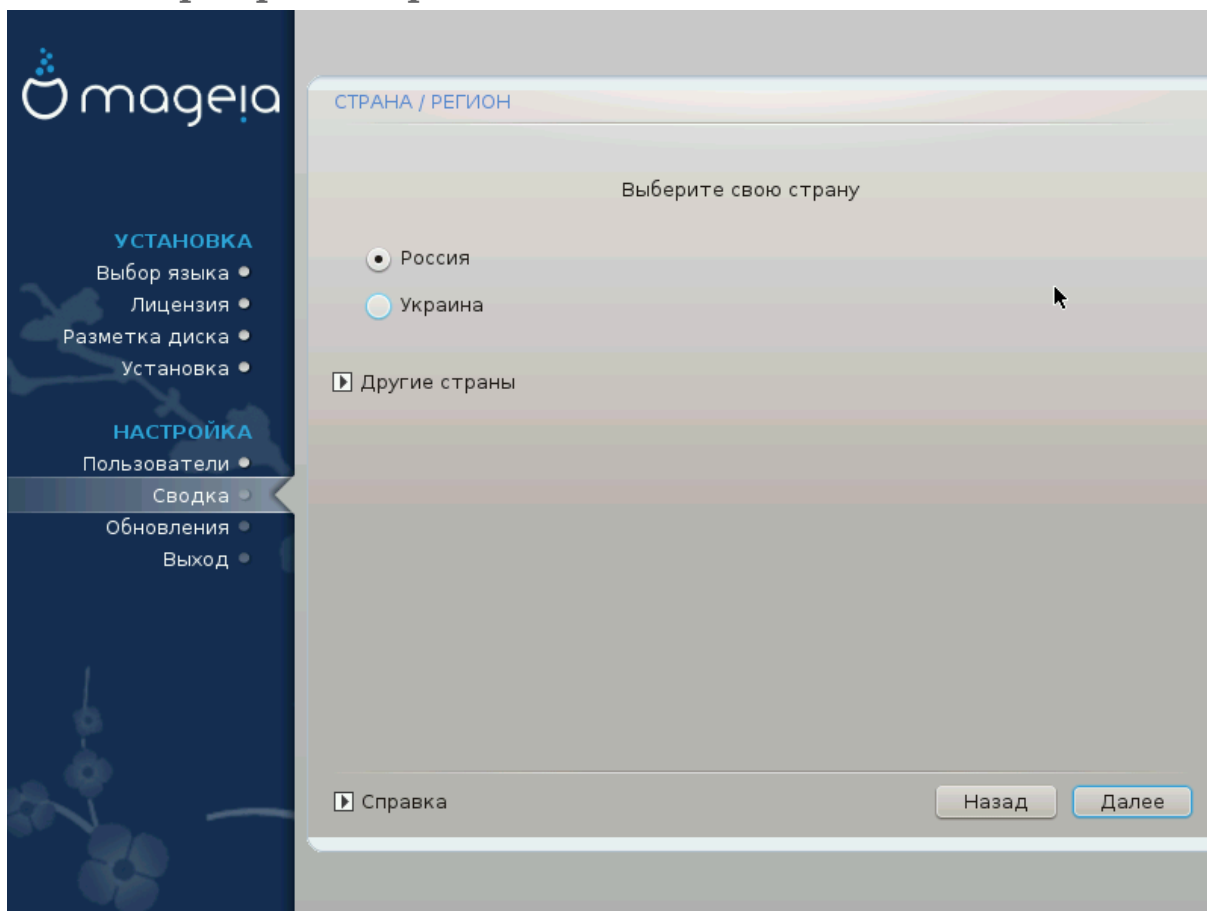 mageia
СТРАНА / РЕГИОН
Выберите свою страну
УСТАНОВКА
Выбор языка
Лицензия
Разметка диска
Установка
НАСТРОЙКА
Пользователи
Сводка
Обновления
Выход
Россия
Украина
Другие страны
Справка
Назад
Далее